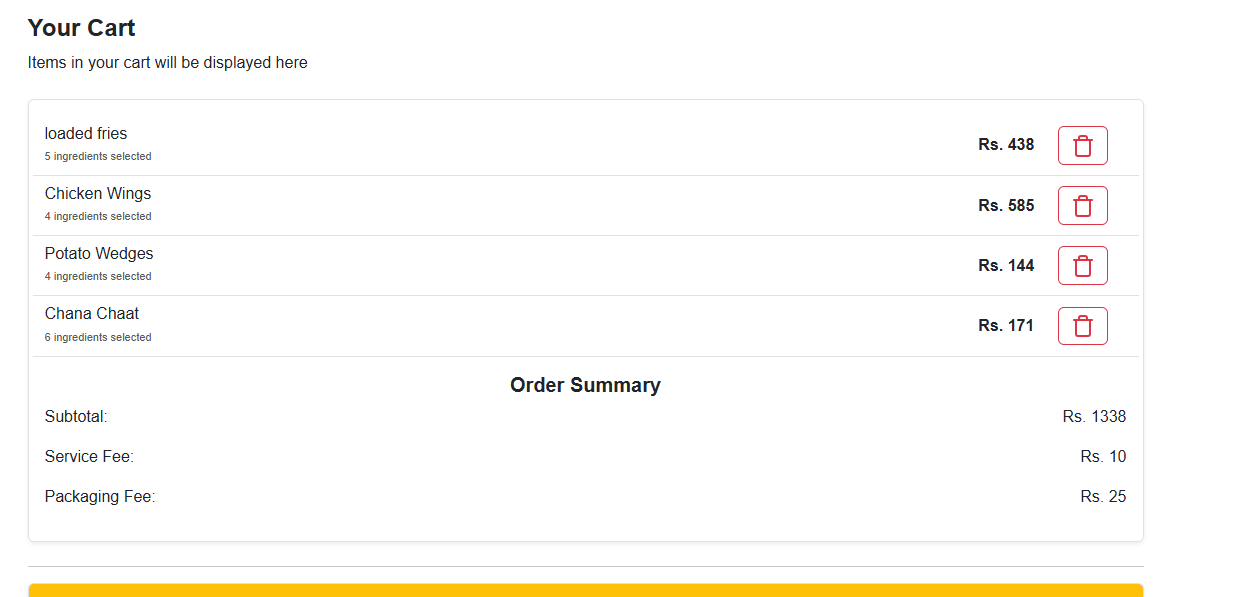 Your Cart
Items in your cart will be displayed here
loaded fries
5 ingredients selected
Rs. 438
Chicken Wings
4 ingredients selected
Rs. 585
Potato Wedges
4 ingredients selected
Rs. 144
Chana Chaat
6 ingredients selected
Rs. 171
Order Summary
Subtotal: Rs. 1338
Service Fee: Rs. 10
Packaging Fee: Rs. 25